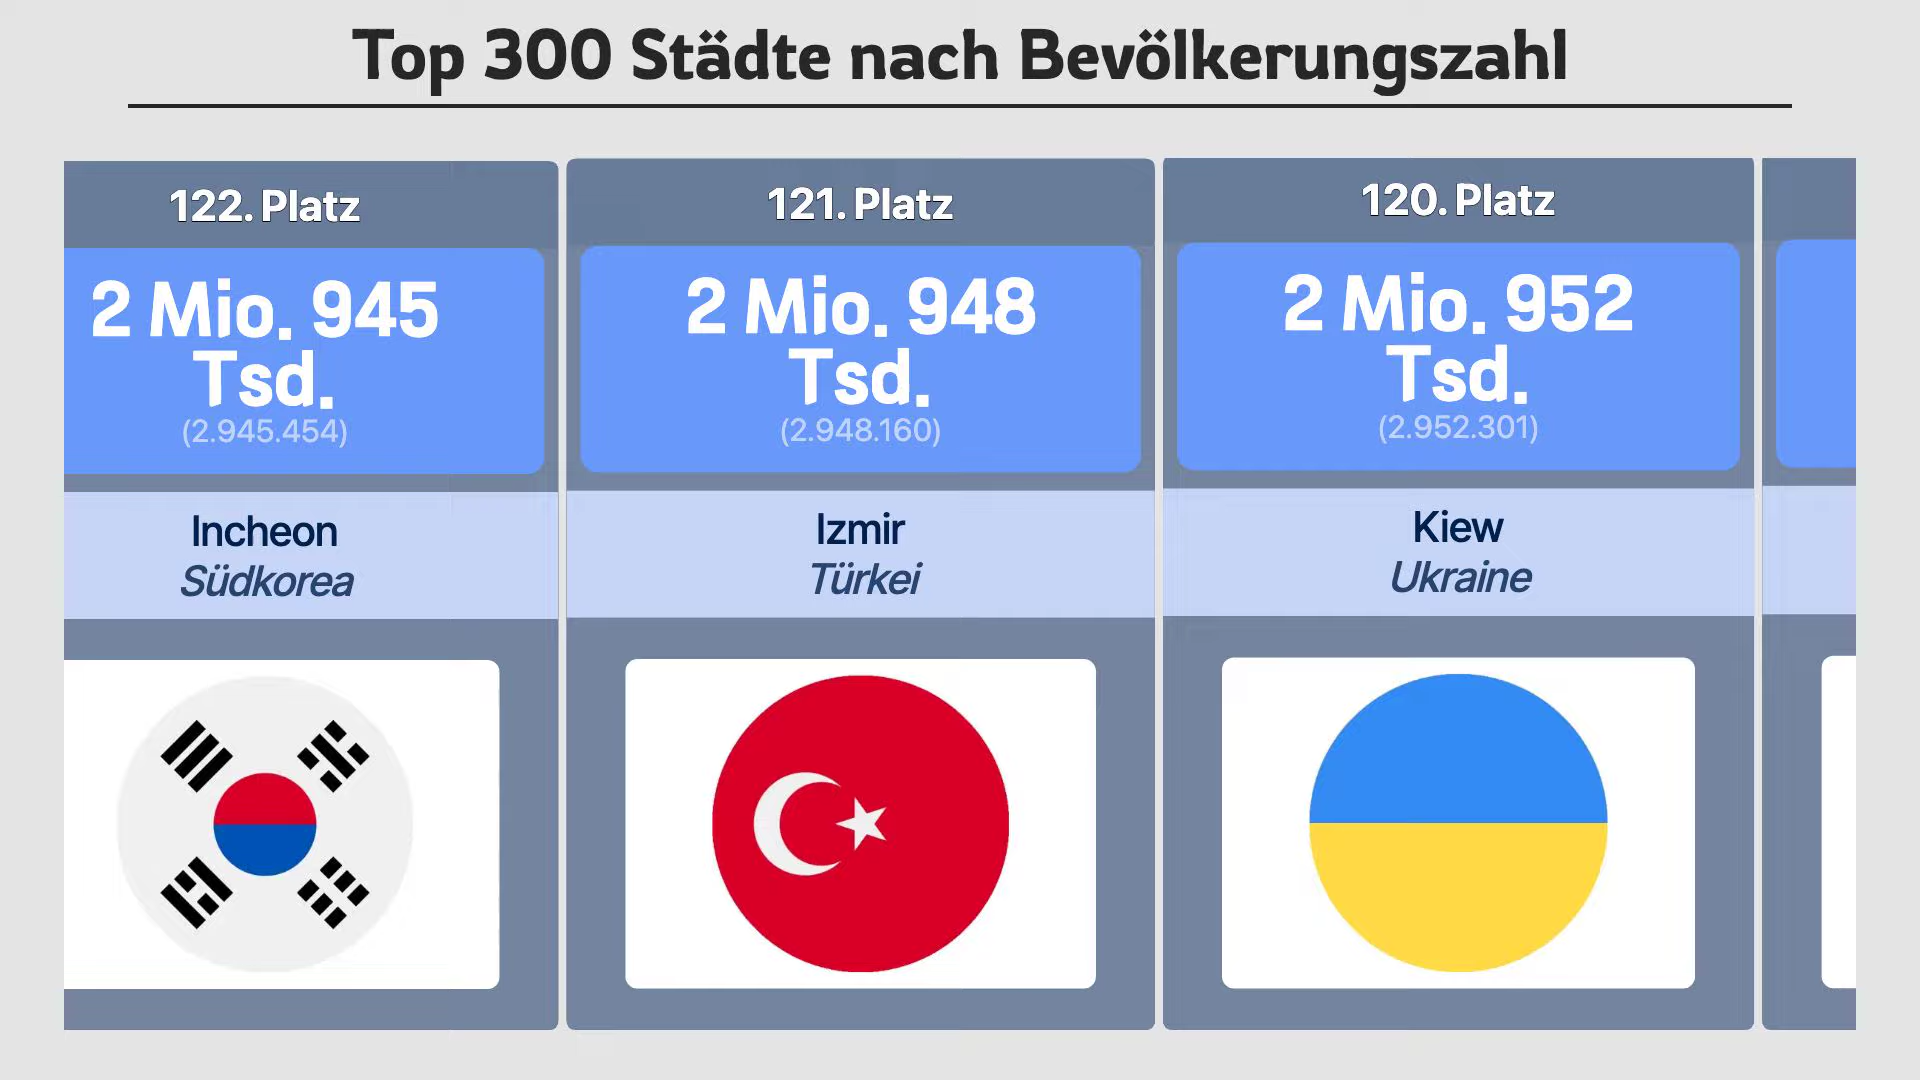 Top 300 Städte nach Bevölkerungszahl
122. Platz
2 Mio. 945
Tsd.
(2.945.454)
Incheon
Südkorea
121. Platz
2 Mio. 948
Tsd.
(2.948.160)
Izmir
Türkei
120. Platz
2 Mio. 952
Tsd.
(2.952.301)
Kiew
Ukraine